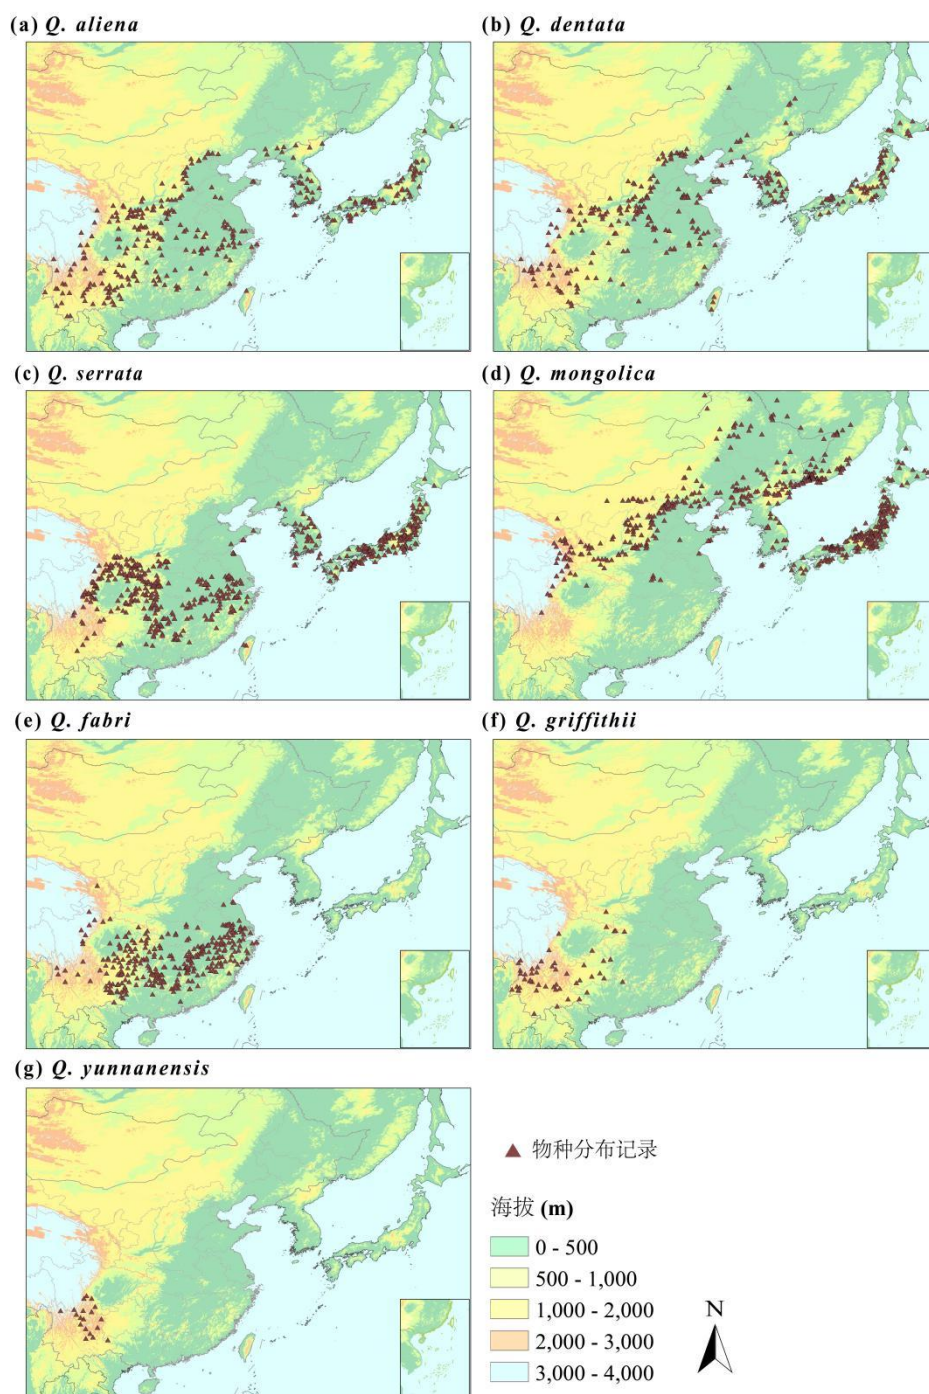 (a) Q. aliena
(b) Q. dentata
(c) Q. serrata
(d) Q. mongolica
(e) Q. fabri
(f) Q. griffithii
(g) Q. yunnanensis
物种分布记录
海拔 (m)
0 - 500
500 - 1,000
1,000 - 2,000
2,000 - 3,000
3,000 - 4,000
N